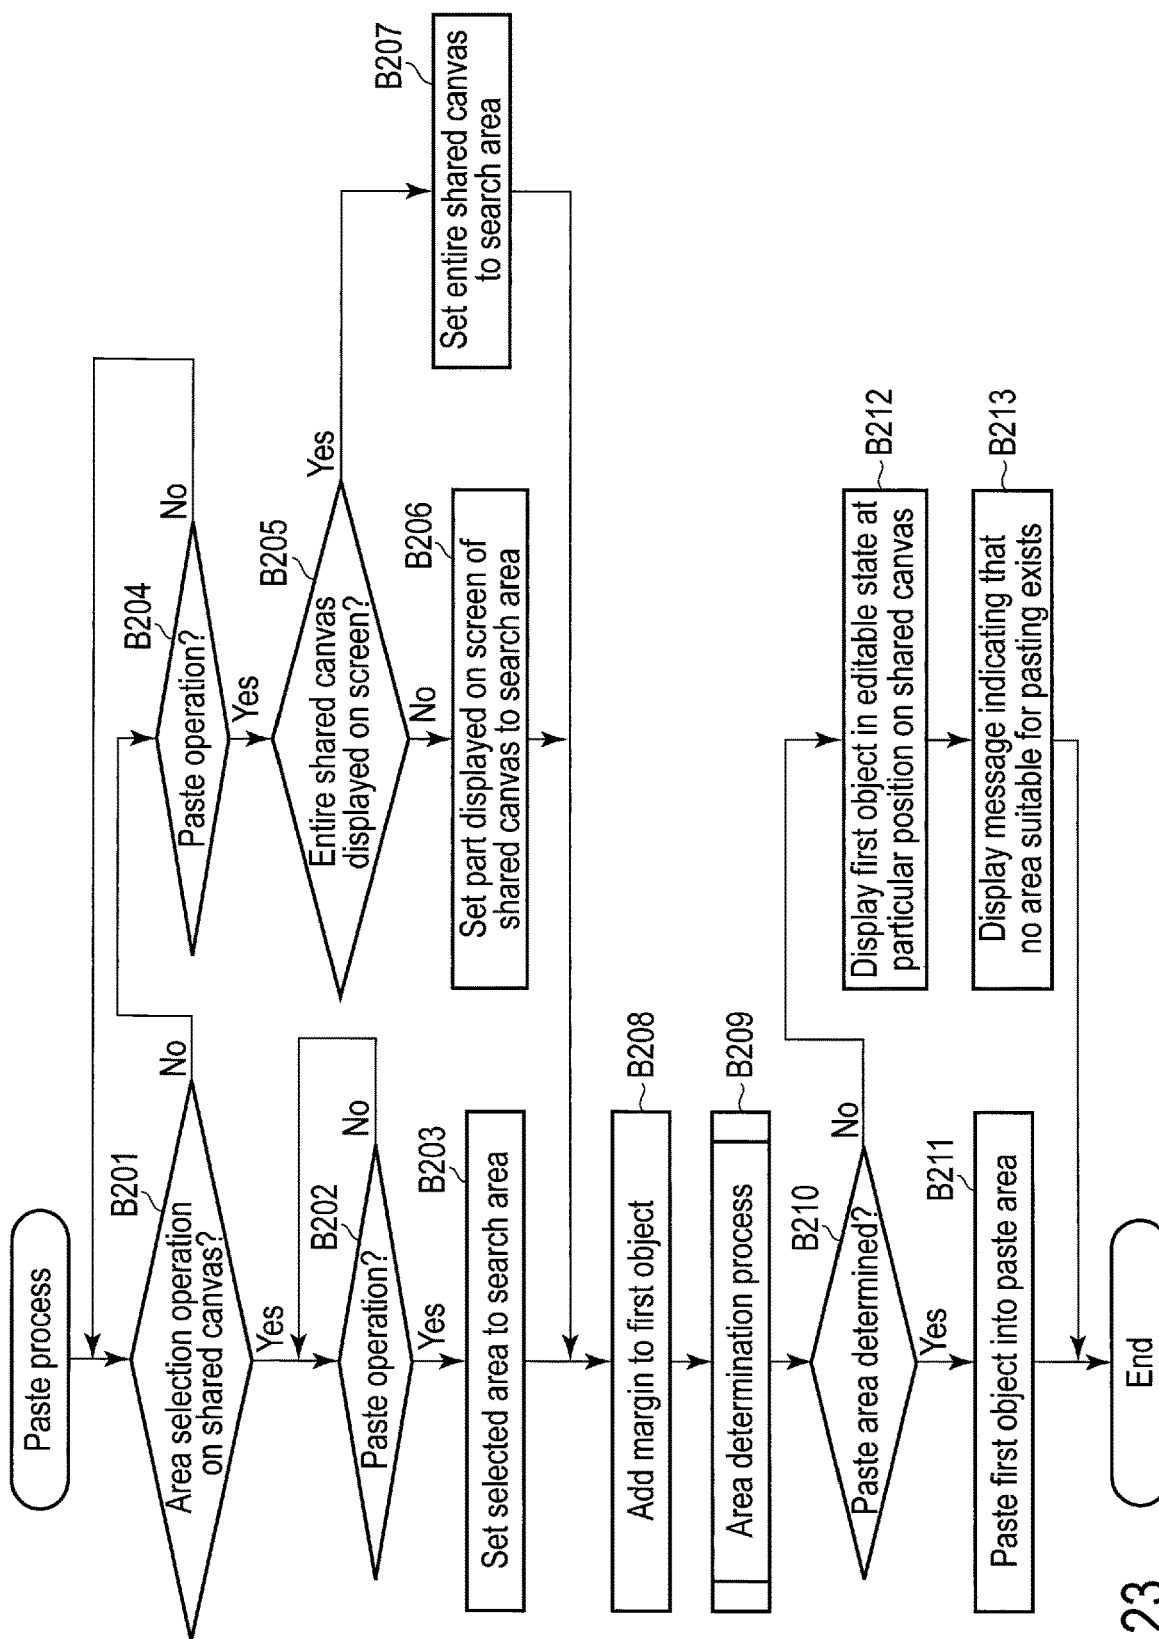 Paste process
B201
Area selection operation
on shared canvas?
No
Yes
B202
Paste operation?
No
Yes
B203
Set selected area to search area
B204
Paste operation?
No
Yes
B205
Entire shared canvas
displayed on screen?
Yes
No
B206
Set part displayed on screen of
shared canvas to search area
B207
Set entire shared canvas
to search area
B208
Add margin to first object
B209
Area determination process
B210
Paste area determined?
No
Yes
B211
Paste first object into paste area
B212
Display first object in editable state at
particular position on shared canvas
B213
Display message indicating that
no area suitable for pasting exists
End
23